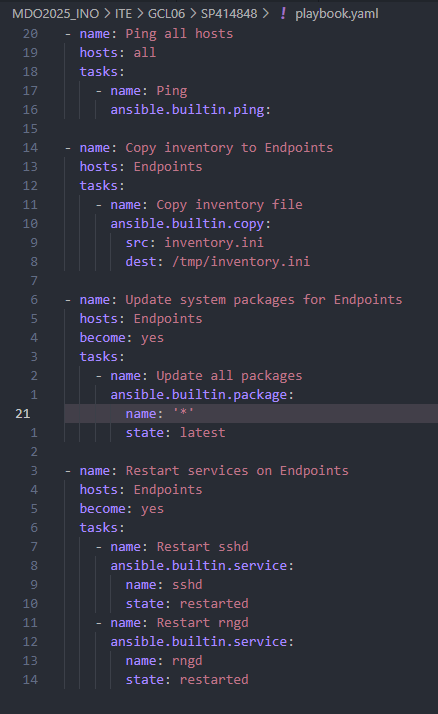 MDO2025_INO > ITE > GCL06 > SP414848 > ! playbook.yaml
20 - name: Ping all hosts
19   hosts: all
18   tasks:
17     - name: Ping
16       ansible.builtin.ping:
15
14 - name: Copy inventory to Endpoints
13   hosts: Endpoints
12   tasks:
11     - name: Copy inventory file
10       ansible.builtin.copy:
9         src: inventory.ini
8         dest: /tmp/inventory.ini
7
6 - name: Update system packages for Endpoints
5   hosts: Endpoints
4   become: yes
3   tasks:
2     - name: Update all packages
1       ansible.builtin.package:
21         name: '*'
1         state: latest
2
3 - name: Restart services on Endpoints
4   hosts: Endpoints
5   become: yes
6   tasks:
7     - name: Restart sshd
8       ansible.builtin.service:
9         name: sshd
10         state: restarted
11     - name: Restart rngd
12       ansible.builtin.service:
13         name: rngd
14         state: restarted